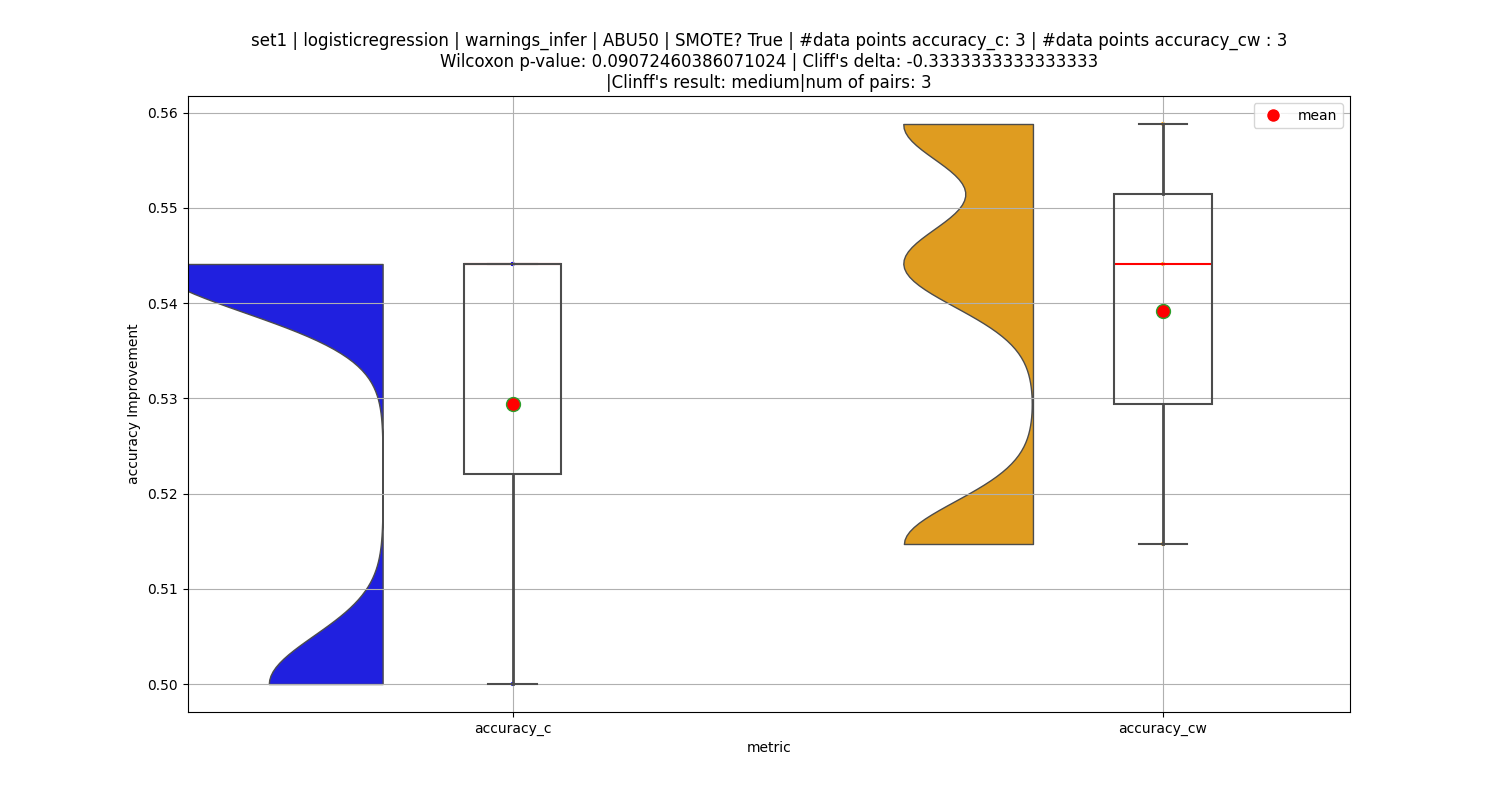 set1 | logisticregression | warnings_infer | ABU50 | SMOTE? True | #data points accuracy_c: 3 | #data points accuracy_cw : 3
Wilcoxon p-value: 0.09072460386071024 | Cliff's delta: -0.3333333333333333
|Clinff's result: medium|num of pairs: 3
mean
0.56
0.55
0.54
0.53
0.52
0.51
0.50
accuracy Improvement
accuracy_c
accuracy_cw
metric